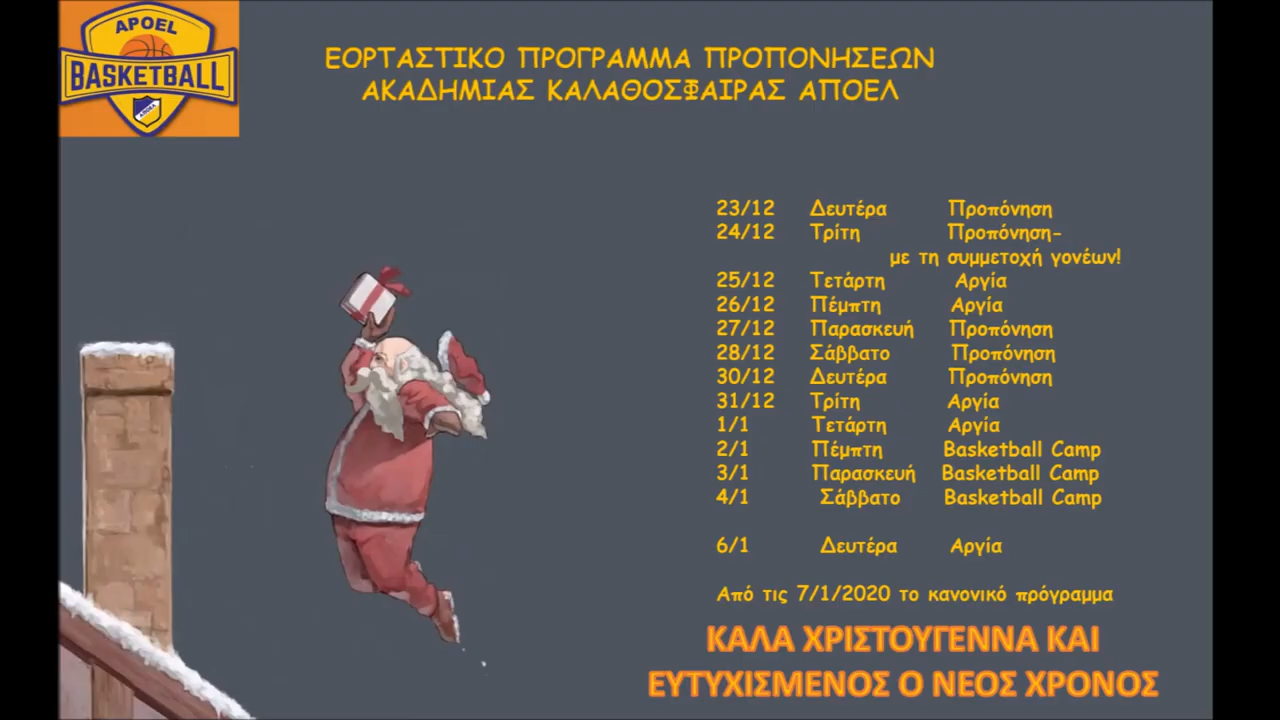 APOEL
BASKETBALL
ΕΟΡΤΑΣΤΙΚΟ ΠΡΟΓΡΑΜΜΑ ΠΡΟΠΟΝΗΣΕΩΝ
ΑΚΑΔΗΜΙΑΣ ΚΑΛΑΘΟΣΦΑΙΡΑΣ ΑΠΟΕΛ
23/12 Δευτέρα Προπόνηση
24/12 Τρίτη Προπόνηση-
με τη συμμετοχή γονέων!
25/12 Τετάρτη Αργία
26/12 Πέμπτη Αργία
27/12 Παρασκευή Προπόνηση
28/12 Σάββατο Προπόνηση
30/12 Δευτέρα Προπόνηση
31/12 Τρίτη Αργία
1/1 Τετάρτη Αργία
2/1 Πέμπτη Basketball Camp
3/1 Παρασκευή Basketball Camp
4/1 Σάββατο Basketball Camp
6/1 Δευτέρα Αργία
Από τις 7/1/2020 το κανονικό πρόγραμμα
ΚΑΛΑ ΧΡΙΣΤΟΥΓΕΝΝΑ ΚΑΙ
ΕΥΤΥΧΙΣΜΕΝΟΣ Ο ΝΕΟΣ ΧΡΟΝΟΣ